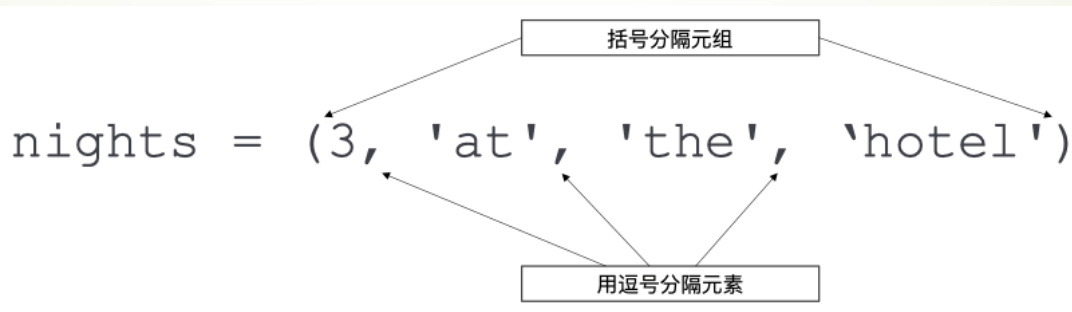 括号分隔元组
nights = (3, 'at', 'the', ‵hotel')
用逗号分隔元素